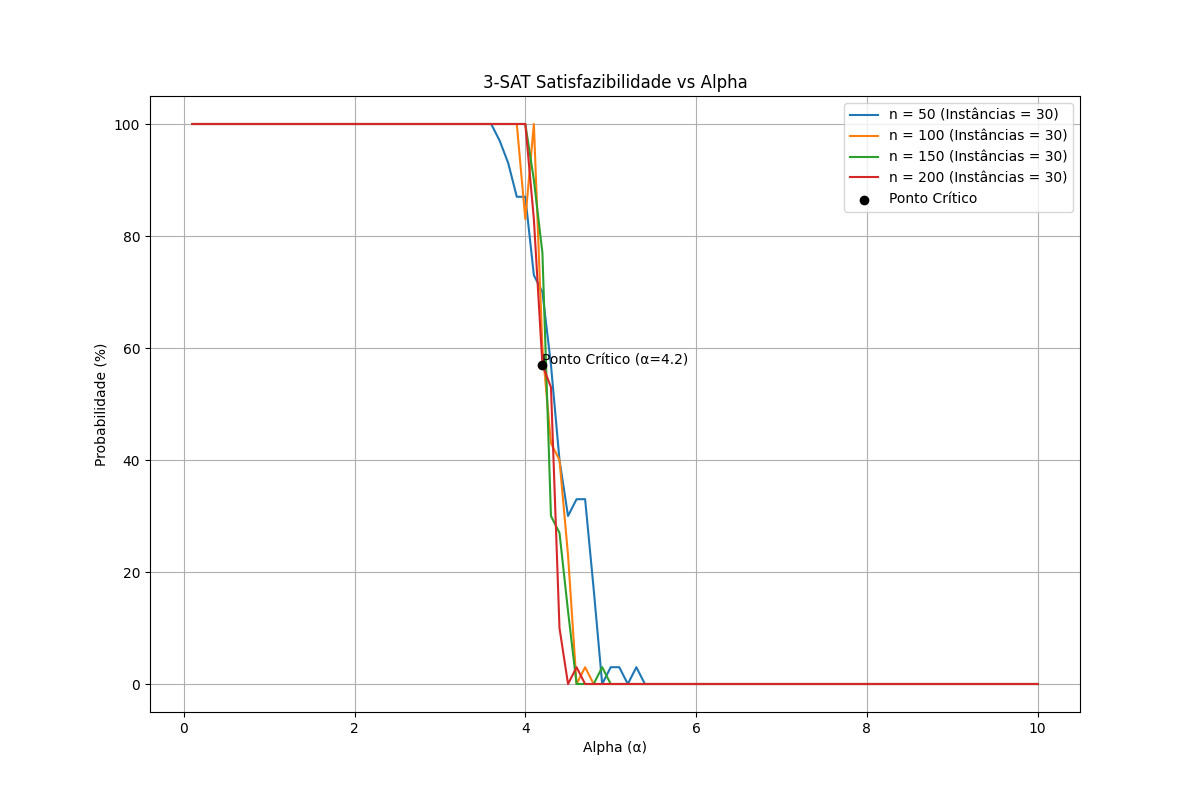 3-SAT Satisfazibilidade vs Alpha
100
80
60
40
20
0
Probabilidade (%)
n = 50 (Instâncias = 30)
n = 100 (Instâncias = 30)
n = 150 (Instâncias = 30)
n = 200 (Instâncias = 30)
Ponto Crítico
Ponto Crítico (α=4.2)
0 2 4 6 8 10
Alpha (α)